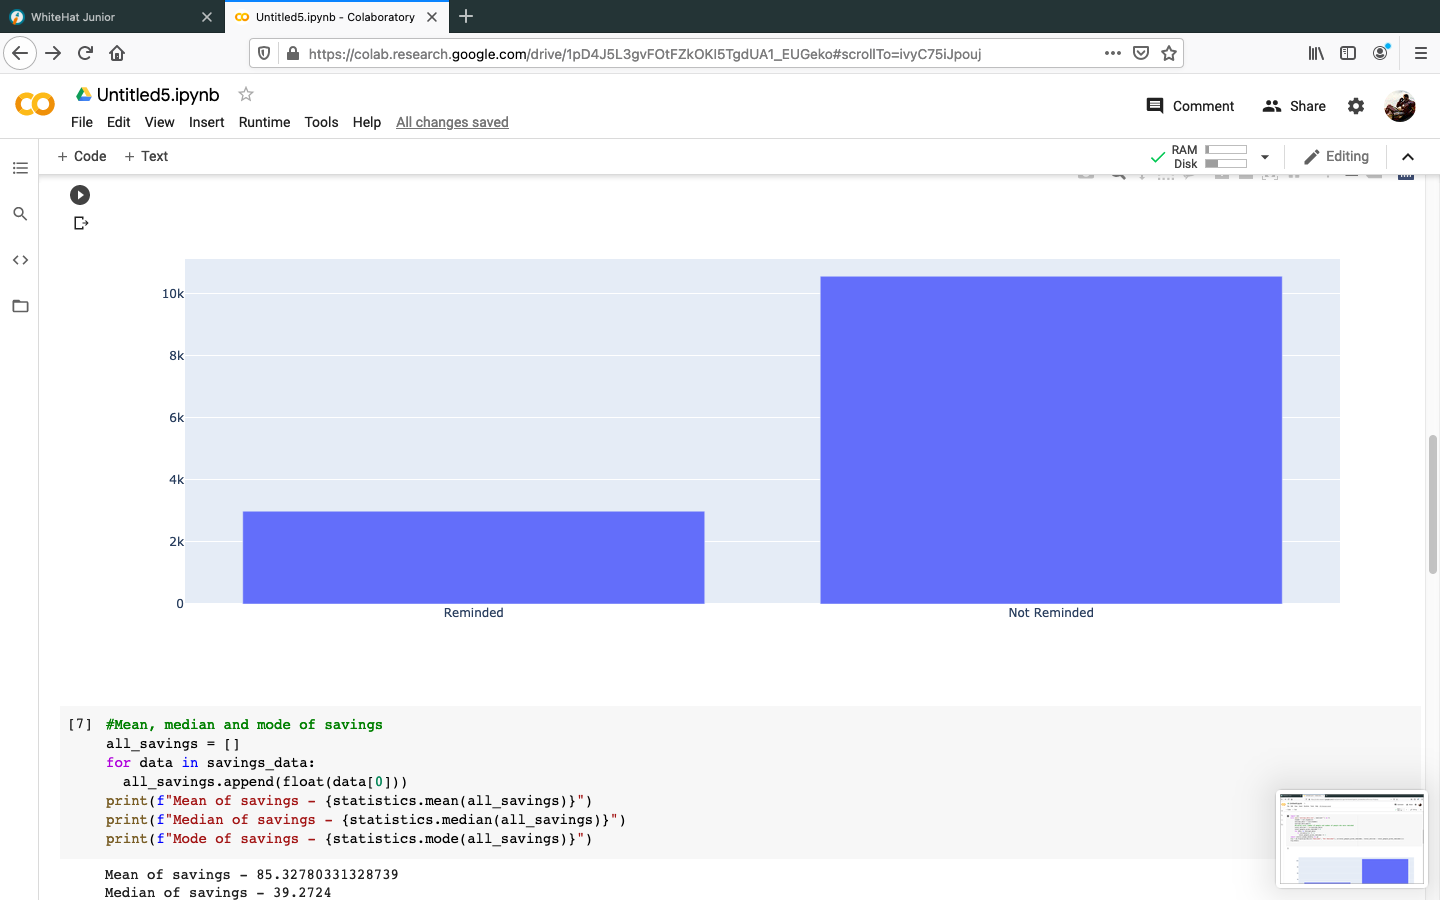 WhiteHat Junior
Untitled5.ipynb - Colaboratory
https://colab.research.google.com/drive/1pD4J5L3gvFOtFZkOKI5TgdUA1_EUGeko#scrollTo=ivyC75iJpouj
Untitled5.ipynb
File Edit View Insert Runtime Tools Help All changes saved
Comment
Share
+ Code + Text
RAM
Disk
Editing
10k
8k
6k
4k
2k
0
Reminded
Not Reminded
[7] #Mean, median and mode of savings
all_savings = []
for data in savings_data:
  all_savings.append(float(data[0]))
print(f"Mean of savings - {statistics.mean(all_savings)}")
print(f"Median of savings - {statistics.median(all_savings)}")
print(f"Mode of savings - {statistics.mode(all_savings)}")
Mean of savings - 85.32780331328739
Median of savings - 39.2724